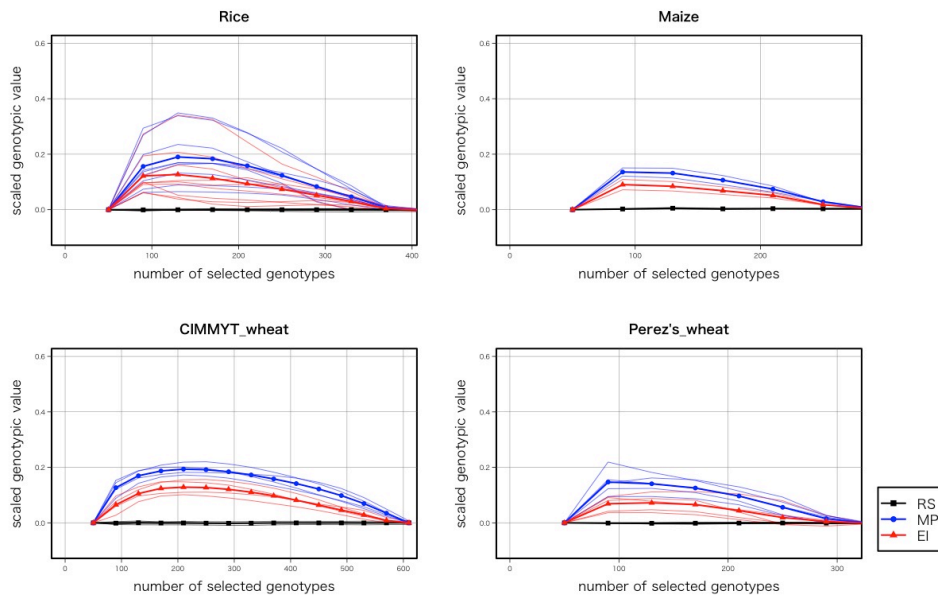 Rice
scaled genotypic value
0.6
0.4
0.2
0.0
0 100 200 300 400
number of selected genotypes
Maize
scaled genotypic value
0.6
0.4
0.2
0.0
0 100 200
number of selected genotypes
CIMMYT_wheat
scaled genotypic value
0.6
0.4
0.2
0.0
0 100 200 300 400 500 600
number of selected genotypes
Perez's_wheat
scaled genotypic value
0.6
0.4
0.2
0.0
0 100 200 300
number of selected genotypes
RS
MP
EI